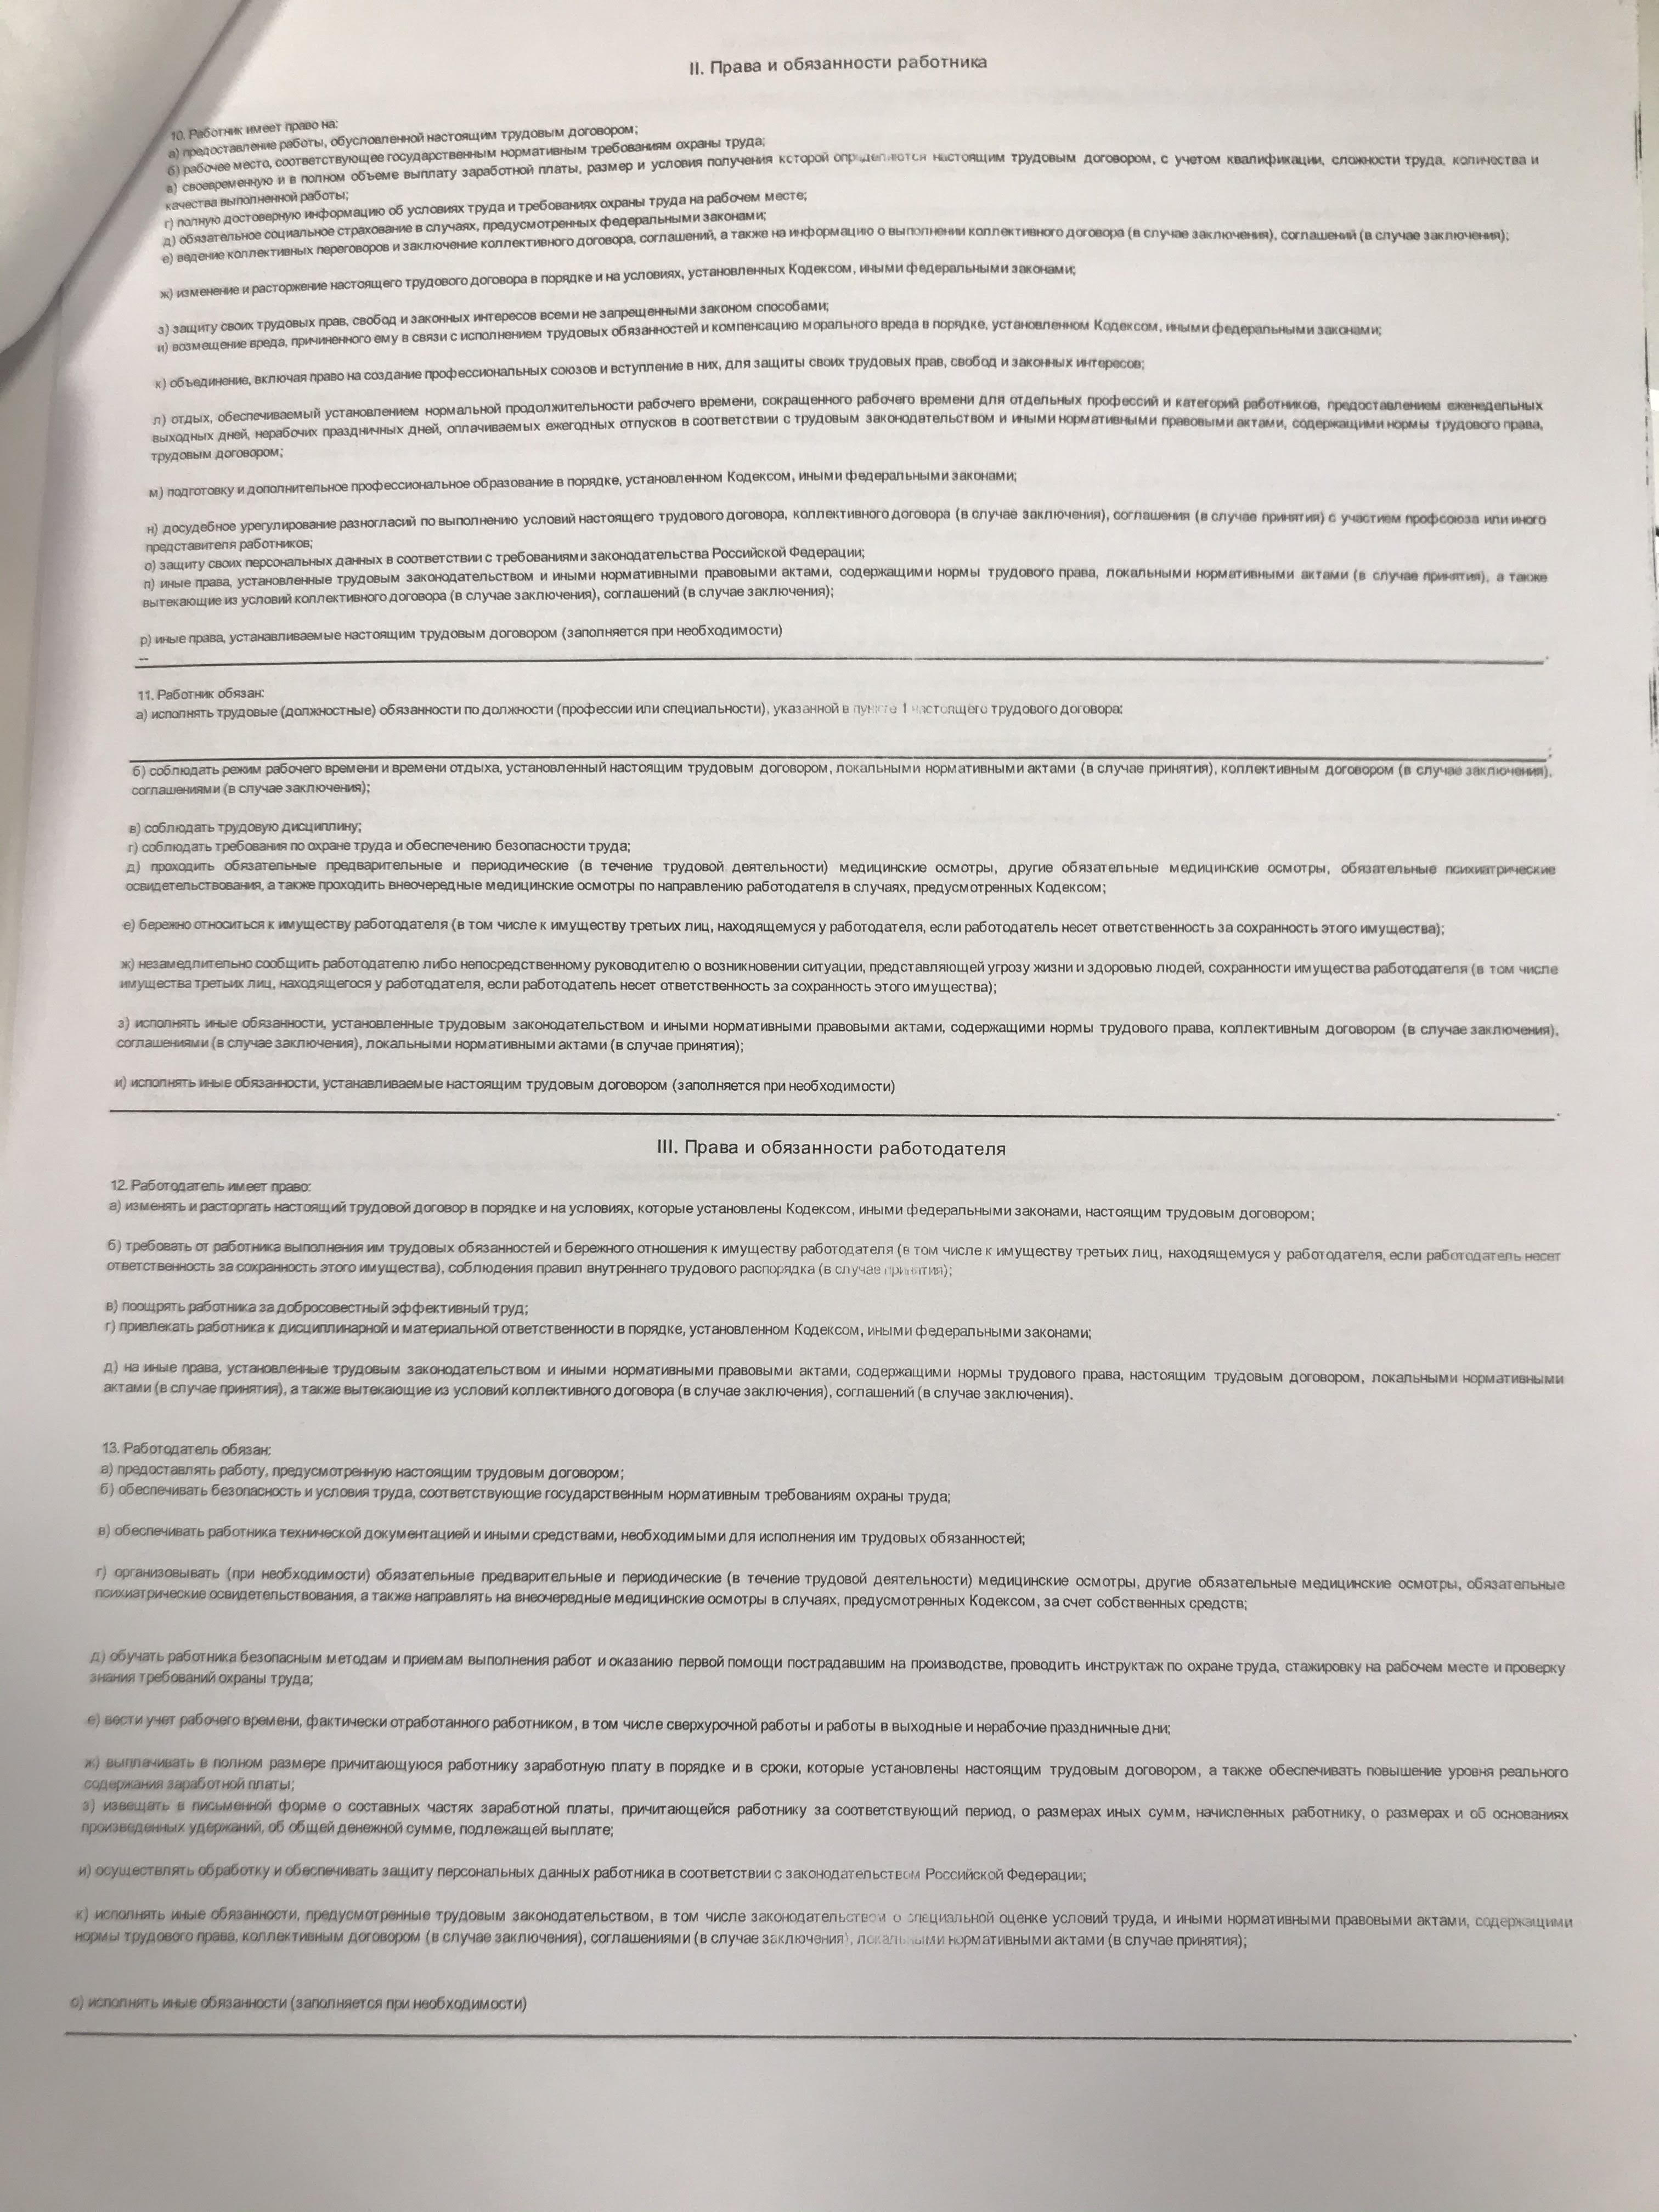 II. Права и обязанности работника
10. Работник имеет право на:
а) предоставление работы, обусловленной настоящим трудовым договором;
б) рабочее место, соответствующее государственным нормативным требованиям охраны труда;
в) своевременную и в полном объеме выплату заработной платы, размер и условия получения которой определяются настоящим трудовым договором, с учетом квалификации, сложности труда, количества и
качества выполненной работы;
г) полную достоверную информацию об условиях труда и требованиях охраны труда на рабочем месте;
д) обязательное социальное страхование в случаях, предусмотренных федеральными законами;
е) ведение коллективных переговоров и заключение коллективного договора, соглашений, а также на информацию о выполнении коллективного договора (в случае заключения), соглашений (в случае заключения);
ж) изменение и расторжение настоящего трудового договора в порядке и на условиях, установленных Кодексом, иными федеральными законами;
з) защиту своих трудовых прав, свобод и законных интересов всеми не запрещенными законом способами;
и) возмещение вреда, причиненного ему в связи с исполнением трудовых обязанностей и компенсацию морального вреда в порядке, установленном Кодексом, иными федеральными законами;
к) объединение, включая право на создание профессиональных союзов и вступление в них, для защиты своих трудовых прав, свобод и законных интересов;
л) отдых, обеспечиваемый установлением нормальной продолжительности рабочего времени, сокращенного рабочего времени для отдельных профессий и категорий работников, предоставлением еженедельных
выходных дней, нерабочих праздничных дней, оплачиваемых ежегодных отпусков в соответствии с трудовым законодательством и иными нормативными правовыми актами, содержащими нормы трудового права,
трудовым договором;
м) подготовку и дополнительное профессиональное образование в порядке, установленном Кодексом, иными федеральными законами;
н) досудебное урегулирование разногласий по выполнению условий настоящего трудового договора, коллективного договора (в случае заключения), соглашения (в случае принятия) с участием профсоюза или иного
представителя работников;
о) защиту своих персональных данных в соответствии с требованиями законодательства Российской Федерации;
п) иные права, установленные трудовым законодательством и иными нормативными правовыми актами, содержащими нормы трудового права, локальными нормативными актами (в случае принятия), а также
вытекающие из условий коллективного договора (в случае заключения), соглашений (в случае заключения);
р) иные права, устанавливаемые настоящим трудовым договором (заполняется при необходимости)
--
.
11. Работник обязан:
а) исполнять трудовые (должностные) обязанности по должности (профессии или специальности), указанной в пункте 1 настоящего трудового договора:
;
б) соблюдать режим рабочего времени и времени отдыха, установленный настоящим трудовым договором, локальными нормативными актами (в случае принятия), коллективным договором (в случае заключения),
соглашениями (в случае заключения);
в) соблюдать трудовую дисциплину;
г) соблюдать требования по охране труда и обеспечению безопасности труда;
д) проходить обязательные предварительные и периодические (в течение трудовой деятельности) медицинские осмотры, другие обязательные медицинские осмотры, обязательные психиатрические
освидетельствования, а также проходить внеочередные медицинские осмотры по направлению работодателя в случаях, предусмотренных Кодексом;
е) бережно относиться к имуществу работодателя (в том числе к имуществу третьих лиц, находящемуся у работодателя, если работодатель несет ответственность за сохранность этого имущества);
ж) незамедлительно сообщить работодателю либо непосредственному руководителю о возникновении ситуации, представляющей угрозу жизни и здоровью людей, сохранности имущества работодателя (в том числе
имущества третьих лиц, находящегося у работодателя, если работодатель несет ответственность за сохранность этого имущества);
з) исполнять иные обязанности, установленные трудовым законодательством и иными нормативными правовыми актами, содержащими нормы трудового права, коллективным договором (в случае заключения),
соглашениями (в случае заключения), локальными нормативными актами (в случае принятия);
и) исполнять иные обязанности, устанавливаемые настоящим трудовым договором (заполняется при необходимости)
.
III. Права и обязанности работодателя
12. Работодатель имеет право:
а) изменять и расторгать настоящий трудовой договор в порядке и на условиях, которые установлены Кодексом, иными федеральными законами, настоящим трудовым договором;
б) требовать от работника выполнения им трудовых обязанностей и бережного отношения к имуществу работодателя (в том числе к имуществу третьих лиц, находящемуся у работодателя, если работодатель несет
ответственность за сохранность этого имущества), соблюдения правил внутреннего трудового распорядка (в случае принятия);
в) поощрять работника за добросовестный эффективный труд;
г) привлекать работника к дисциплинарной и материальной ответственности в порядке, установленном Кодексом, иными федеральными законами;
д) на иные права, установленные трудовым законодательством и иными нормативными правовыми актами, содержащими нормы трудового права, настоящим трудовым договором, локальными нормативными
актами (в случае принятия), а также вытекающие из условий коллективного договора (в случае заключения), соглашений (в случае заключения).
13. Работодатель обязан:
а) предоставлять работу, предусмотренную настоящим трудовым договором;
б) обеспечивать безопасность и условия труда, соответствующие государственным нормативным требованиям охраны труда;
в) обеспечивать работника технической документацией и иными средствами, необходимыми для исполнения им трудовых обязанностей;
г) организовывать (при необходимости) обязательные предварительные и периодические (в течение трудовой деятельности) медицинские осмотры, другие обязательные медицинские осмотры, обязательные
психиатрические освидетельствования, а также направлять на внеочередные медицинские осмотры в случаях, предусмотренных Кодексом, за счет собственных средств;
д) обучать работника безопасным методам и приемам выполнения работ и оказанию первой помощи пострадавшим на производстве, проводить инструктаж по охране труда, стажировку на рабочем месте и проверку
знания требований охраны труда;
е) вести учет рабочего времени, фактически отработанного работником, в том числе сверхурочной работы и работы в выходные и нерабочие праздничные дни;
ж) выплачивать в полном размере причитающуюся работнику заработную плату в порядке и в сроки, которые установлены настоящим трудовым договором, а также обеспечивать повышение уровня реального
содержания заработной платы;
з) извещать в письменной форме о составных частях заработной платы, причитающейся работнику за соответствующий период, о размерах иных сумм, начисленных работнику, о размерах и об основаниях
произведенных удержаний, об общей денежной сумме, подлежащей выплате;
и) осуществлять обработку и обеспечивать защиту персональных данных работника в соответствии с законодательством Российской Федерации;
к) исполнять иные обязанности, предусмотренные трудовым законодательством, в том числе законодательством о специальной оценке условий труда, и иными нормативными правовыми актами, содержащими
нормы трудового права, коллективным договором (в случае заключения), соглашениями (в случае заключения), локальными нормативными актами (в случае принятия);
о) исполнять иные обязанности (заполняется при необходимости)
.